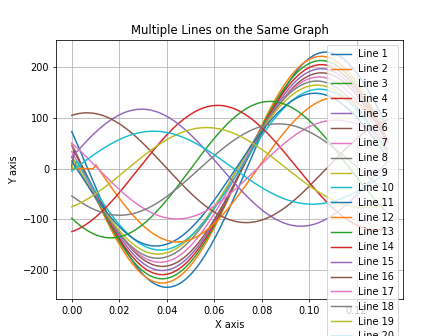 Multiple Lines on the Same Graph
Y axis
200
100
0
−100
−200
0.00
0.02
0.04
0.06
0.08
0.10
X axis
Line 1
Line 2
Line 3
Line 4
Line 5
Line 6
Line 7
Line 8
Line 9
Line 10
Line 11
Line 12
Line 13
Line 14
Line 15
Line 16
Line 17
Line 18
Line 19
Line 20